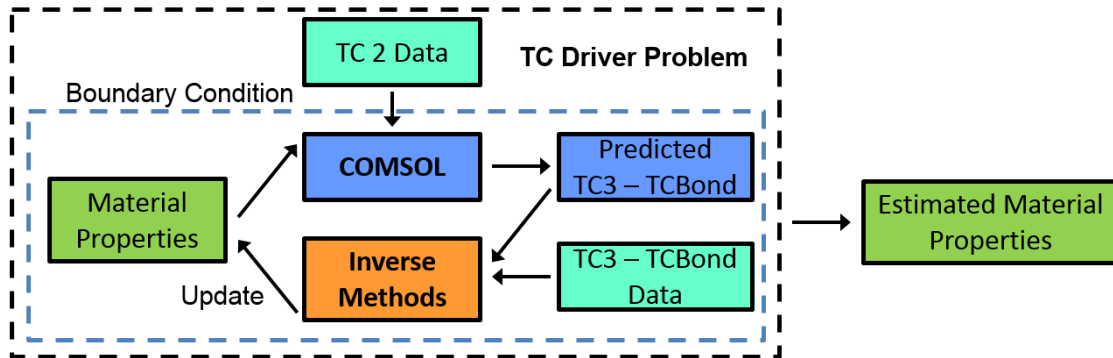 TC 2 Data
TC Driver Problem
Boundary Condition
COMSOL
Predicted
TC3 – TCBond
Material
Properties
Estimated Material
Properties
Inverse
Methods
TC3 – TCBond
Data
Update